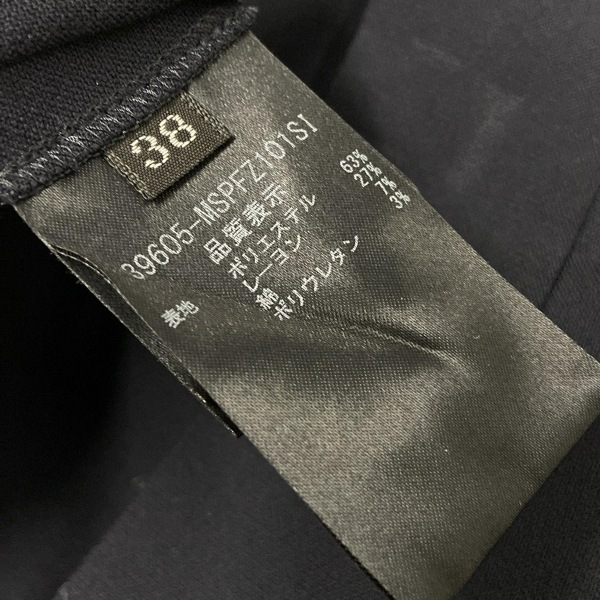 38
39605-MSPFZ101SI
品質表示
表地
ポリエステル 63%
レーヨン 27%
綿 7%
ポリウレタン 3%